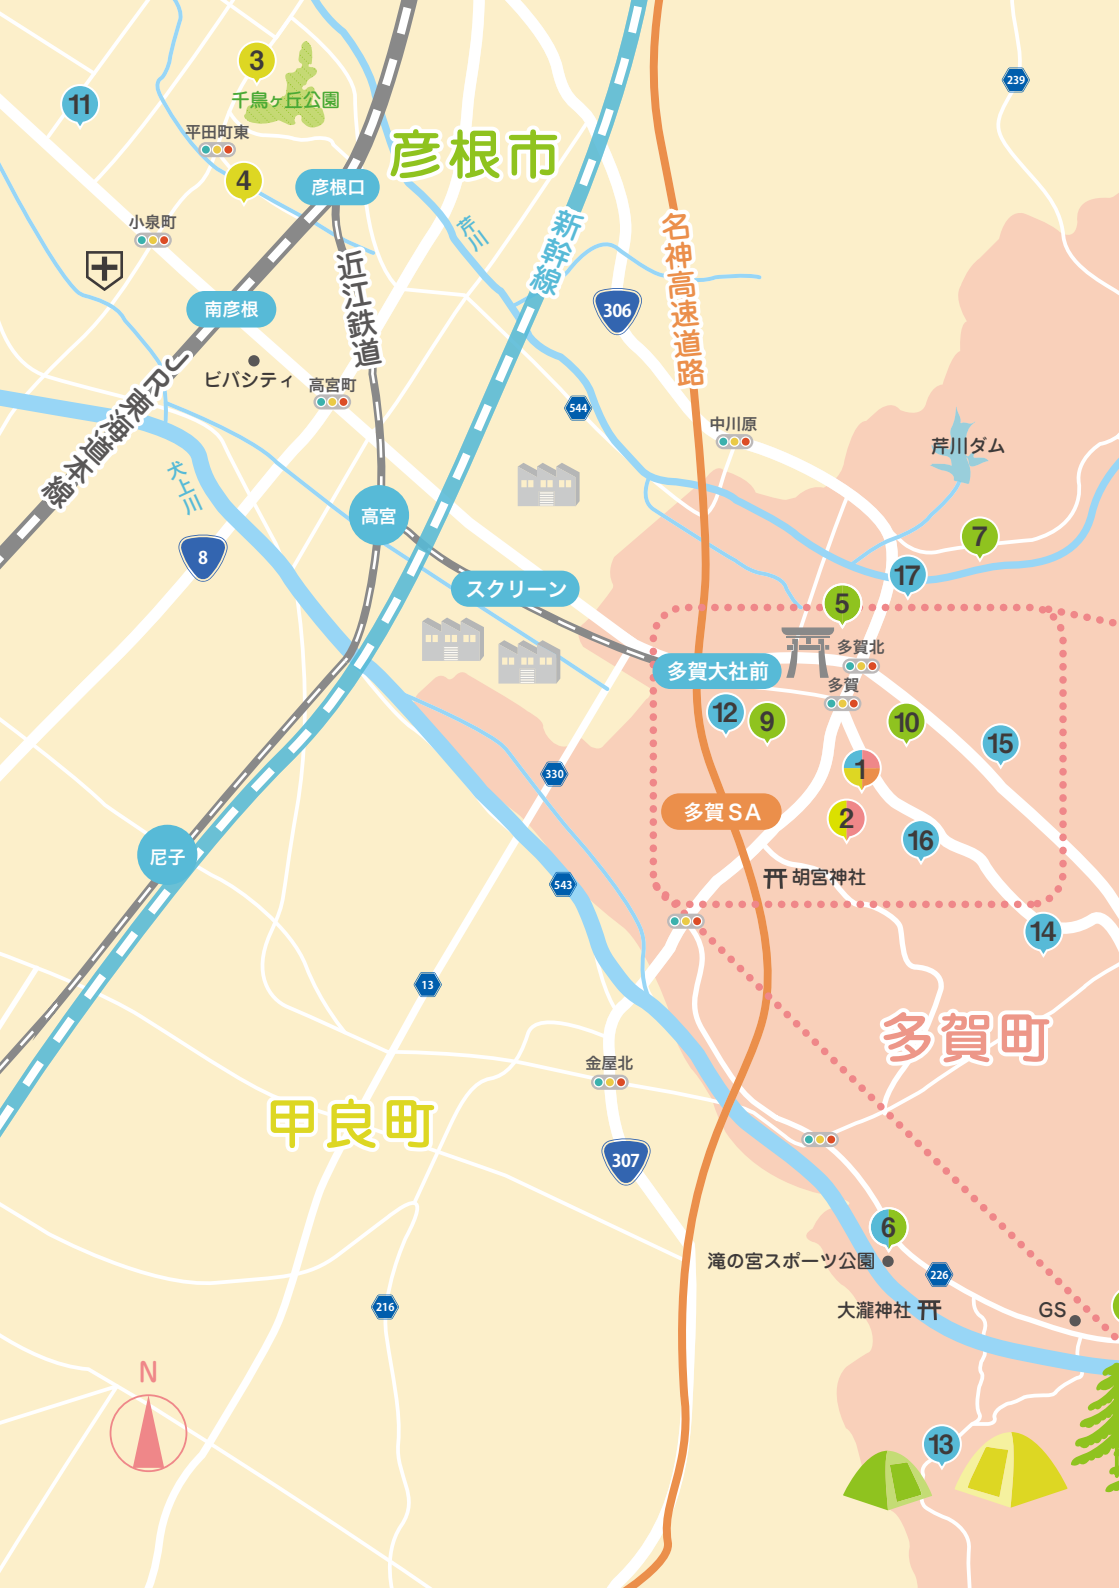 239
3
千鳥ヶ丘公園
11
平田町東
彦根市
4
彦根口
小泉町
芹川
新幹線
名神高速道路
近江鉄道
南彦根
306
ビバシティ
高宮町
JR東海道本線
544
中川原
芹川ダム
犬上川
高宮
8
7
スクリーン
17
5
多賀北
多賀大社前
多賀
12
9
10
15
1
330
多賀SA
2
16
尼子
胡宮神社
543
14
13
多賀町
金屋北
甲良町
307
6
滝の宮スポーツ公園
226
大瀧神社
GS
216
N
13